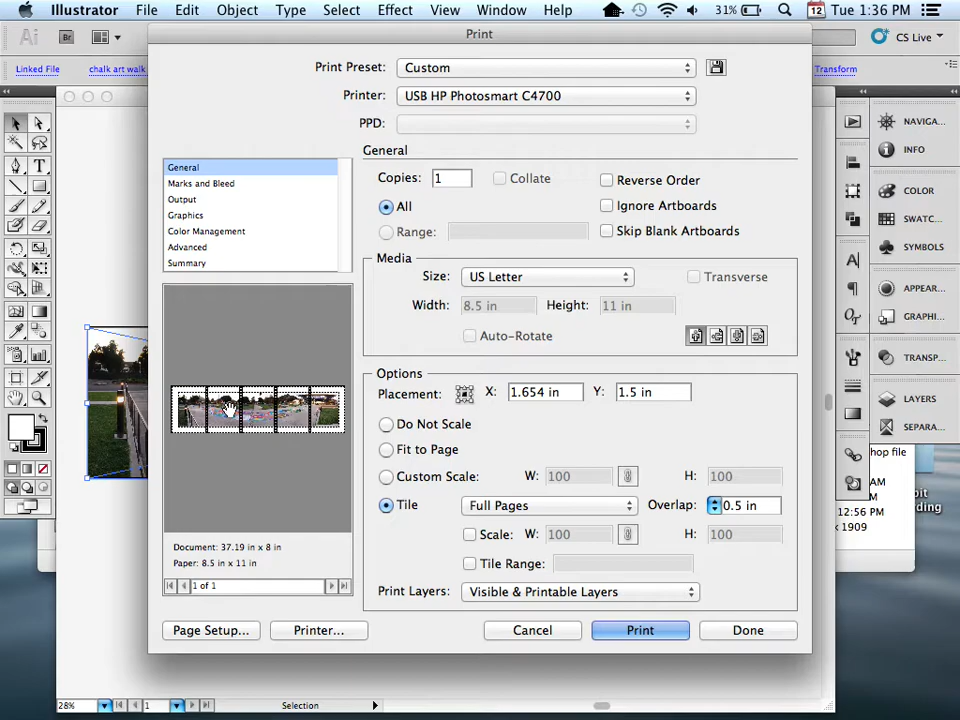 Illustrator File Edit Object Type Select Effect View Window Help 31% 12 Tue 1:36 PM
Ai Br CS Live
Print
Linked File chalk art walk Transform
Print Preset: Custom
Printer: USB HP Photosmart C4700
PPD:
General
Marks and Bleed
Output
Graphics
Color Management
Advanced
Summary
General
Copies: 1 Collate Reverse Order
All Ignore Artboards
Range: Skip Blank Artboards
Media
Size: US Letter Transverse
Width: 8.5 in Height: 11 in
Auto-Rotate
Options
Placement: X: 1.654 in Y: 1.5 in
Do Not Scale
Fit to Page
Custom Scale: W: 100 H: 100
Tile Full Pages Overlap: 0.5 in
Scale: W: 100 H: 100
Tile Range:
Print Layers: Visible & Printable Layers
Document: 37.19 in x 8 in
Paper: 8.5 in x 11 in
1 of 1
Page Setup... Printer... Cancel Print Done
NAVIGA...
INFO
COLOR
SWATC...
SYMBOLS
APPEAR...
GRAPHI...
TRANSP...
LAYERS
SEPARA...
hop file
AM
M
12:56 PM
x 1909
bit
ding
28% 1 Selection